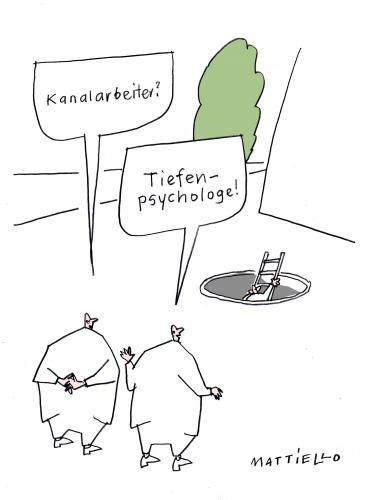 Kanalarbeiter?
Tiefen-
psychologe!
MATTIELLO